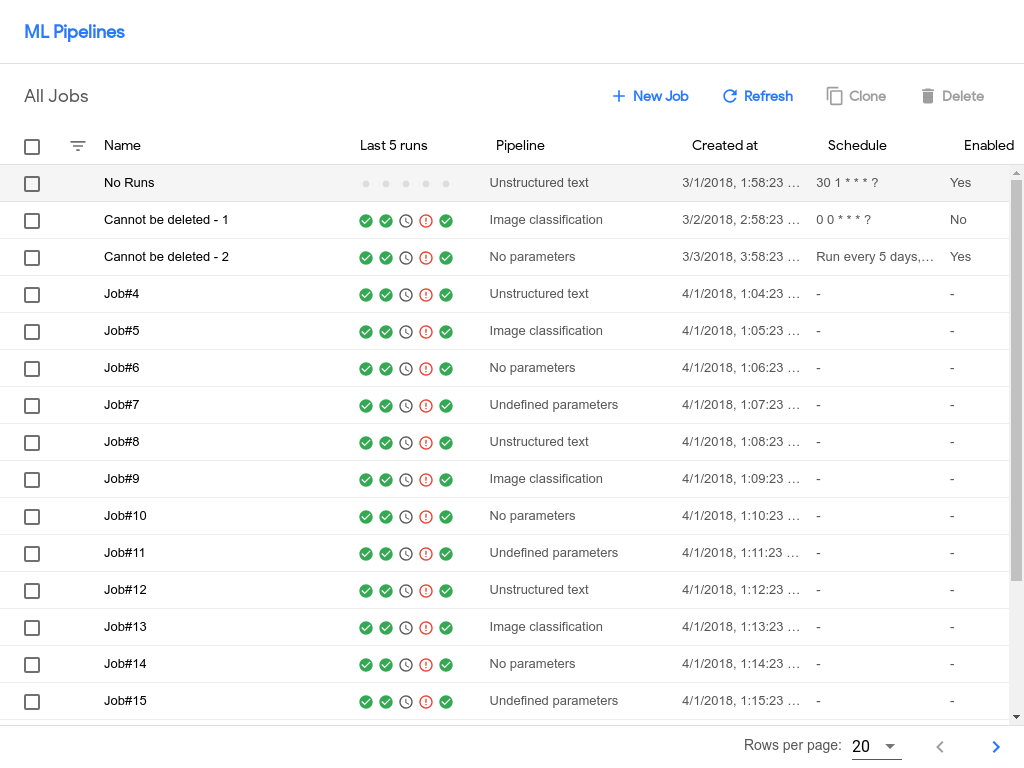 ML Pipelines
All Jobs + New Job Refresh Clone Delete
Name Last 5 runs Pipeline Created at Schedule Enabled
No Runs Unstructured text 3/1/2018, 1:58:23 … 30 1 * * * ? Yes
Cannot be deleted - 1 Image classification 3/2/2018, 2:58:23 … 0 0 * * * ? No
Cannot be deleted - 2 No parameters 3/3/2018, 3:58:23 … Run every 5 days,… Yes
Job#4 Unstructured text 4/1/2018, 1:04:23 … - -
Job#5 Image classification 4/1/2018, 1:05:23 … - -
Job#6 No parameters 4/1/2018, 1:06:23 … - -
Job#7 Undefined parameters 4/1/2018, 1:07:23 … - -
Job#8 Unstructured text 4/1/2018, 1:08:23 … - -
Job#9 Image classification 4/1/2018, 1:09:23 … - -
Job#10 No parameters 4/1/2018, 1:10:23 … - -
Job#11 Undefined parameters 4/1/2018, 1:11:23 … - -
Job#12 Unstructured text 4/1/2018, 1:12:23 … - -
Job#13 Image classification 4/1/2018, 1:13:23 … - -
Job#14 No parameters 4/1/2018, 1:14:23 … - -
Job#15 Undefined parameters 4/1/2018, 1:15:23 … - -
Rows per page: 20